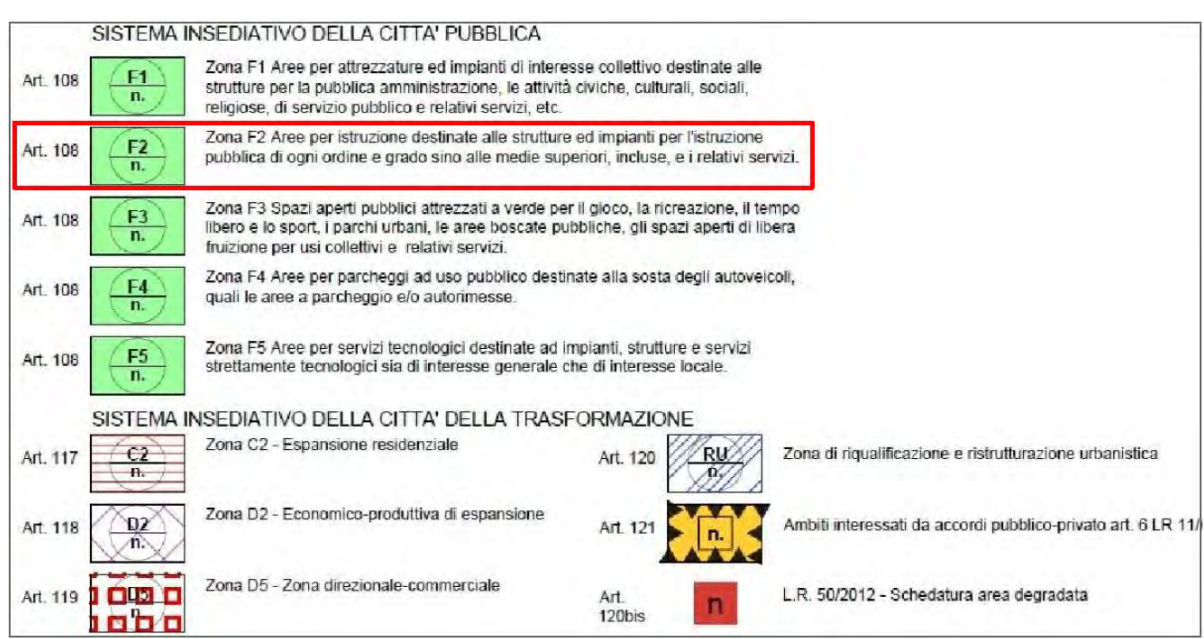 SISTEMA INSEDIATIVO DELLA CITTA' PUBBLICA
Art. 108
F1
n.
Zona F1 Aree per attrezzature ed impianti di interesse collettivo destinate alle
strutture per la pubblica amministrazione, le attività civiche, culturali, sociali,
religiose, di servizio pubblico e relativi servizi, etc.
Art. 108
F2
n.
Zona F2 Aree per istruzione destinate alle strutture ed impianti per l'istruzione
pubblica di ogni ordine e grado sino alle medie superiori, incluse, e i relativi servizi.
Art. 108
F3
n.
Zona F3 Spazi aperti pubblici attrezzati a verde per il gioco, la ricreazione, il tempo
libero e lo sport, i parchi urbani, le aree boscate pubbliche, gli spazi aperti di libera
fruizione per usi collettivi e relativi servizi.
Art. 108
F4
n.
Zona F4 Aree per parcheggi ad uso pubblico destinate alla sosta degli autoveicoli,
quali le aree a parcheggio e/o autorimesse.
Art. 108
F5
n.
Zona F5 Aree per servizi tecnologici destinate ad impianti, strutture e servizi
strettamente tecnologici sia di interesse generale che di interesse locale.
SISTEMA INSEDIATIVO DELLA CITTA' DELLA TRASFORMAZIONE
Art. 117
C2
n.
Zona C2 - Espansione residenziale
Art. 120
RU
n.
Zona di riqualificazione e ristrutturazione urbanistica
Art. 118
D2
n.
Zona D2 - Economico-produttiva di espansione
Art. 121
n.
Ambiti interessati da accordi pubblico-privato art. 6 LR 11/
Art. 119
D5
n.
Zona D5 - Zona direzionale-commerciale
Art.
120bis
n
L.R. 50/2012 - Schedatura area degradata